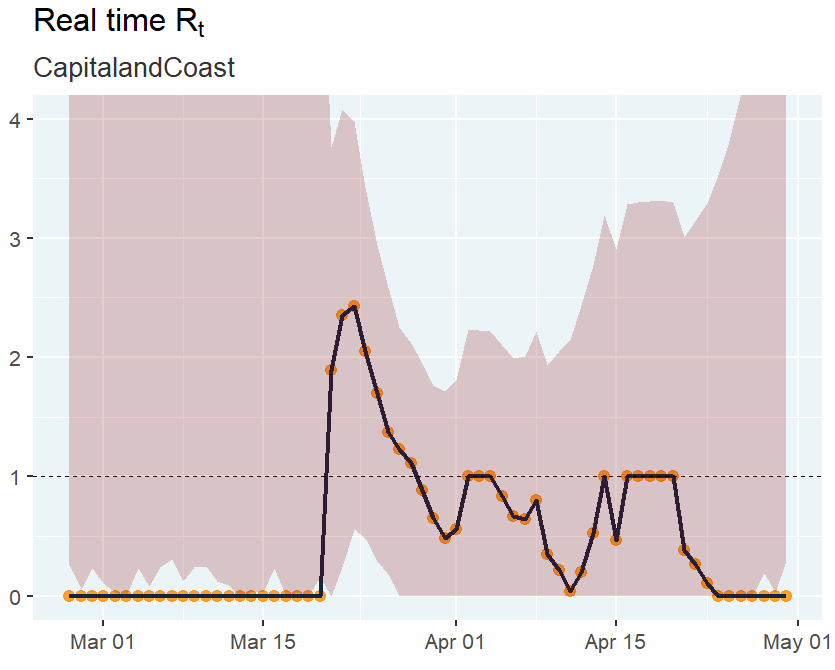 Real time Rt
CapitalandCoast
4
3
2
1
0
Mar 01
Mar 15
Apr 01
Apr 15
May 01